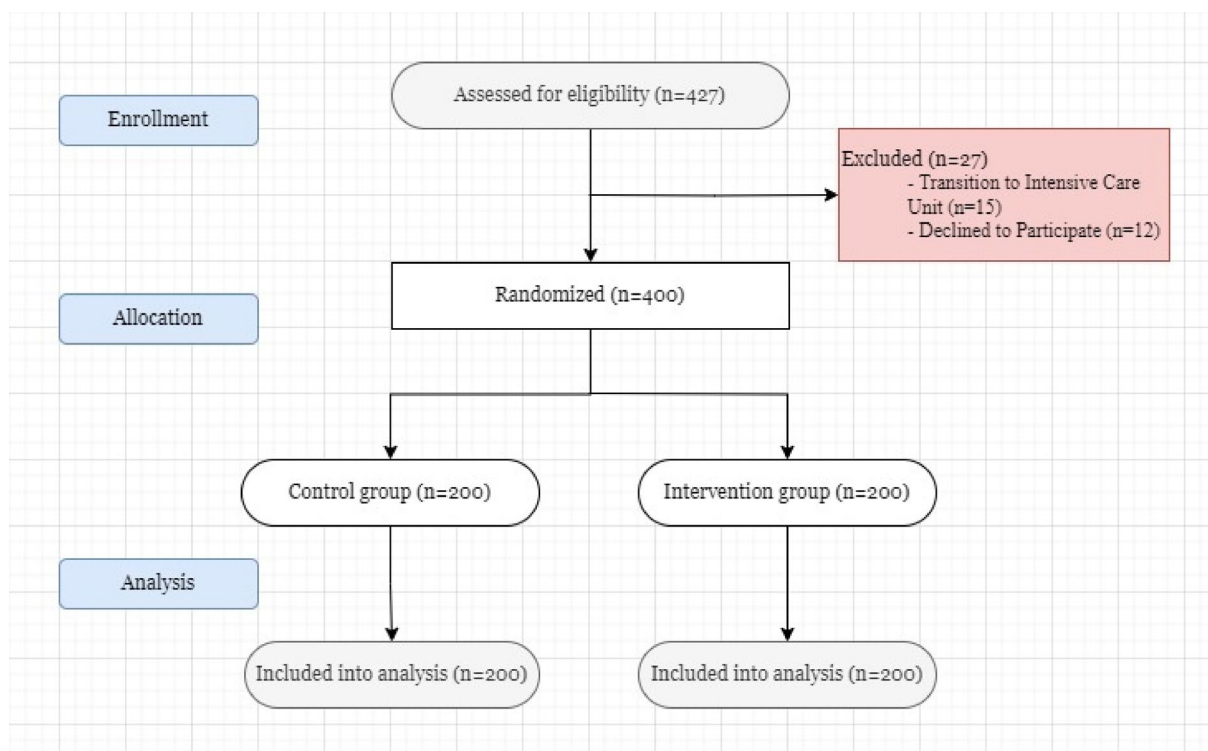 Assessed for eligibility (n=427)
Enrollment
Excluded (n=27)
- Transition to Intensive Care
Unit (n=15)
- Declined to Participate (n=12)
Randomized (n=400)
Allocation
Control group (n=200)
Intervention group (n=200)
Analysis
Included into analysis (n=200)
Included into analysis (n=200)